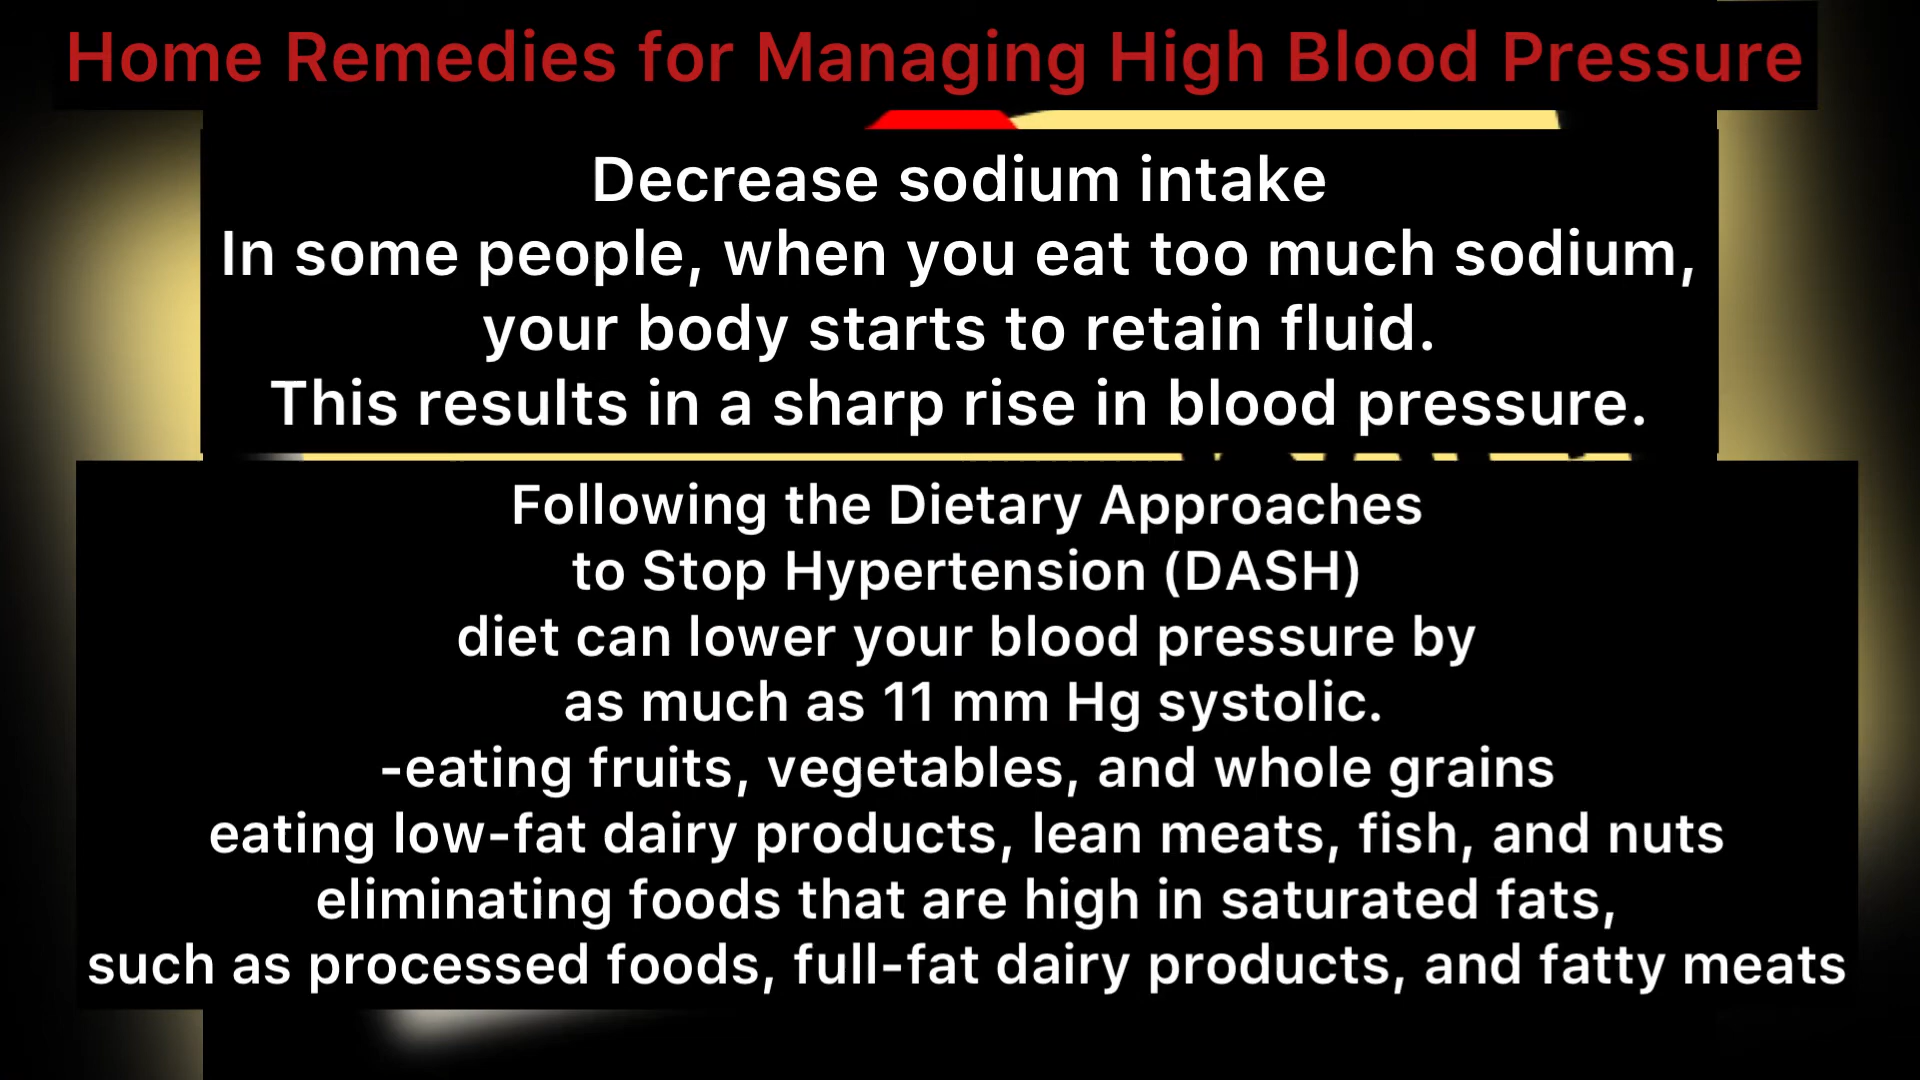 Home Remedies for Managing High Blood Pressure
Decrease sodium intake
In some people, when you eat too much sodium,
your body starts to retain fluid.
This results in a sharp rise in blood pressure.
Following the Dietary Approaches
to Stop Hypertension (DASH)
diet can lower your blood pressure by
as much as 11 mm Hg systolic.
-eating fruits, vegetables, and whole grains
eating low-fat dairy products, lean meats, fish, and nuts
eliminating foods that are high in saturated fats,
such as processed foods, full-fat dairy products, and fatty meats